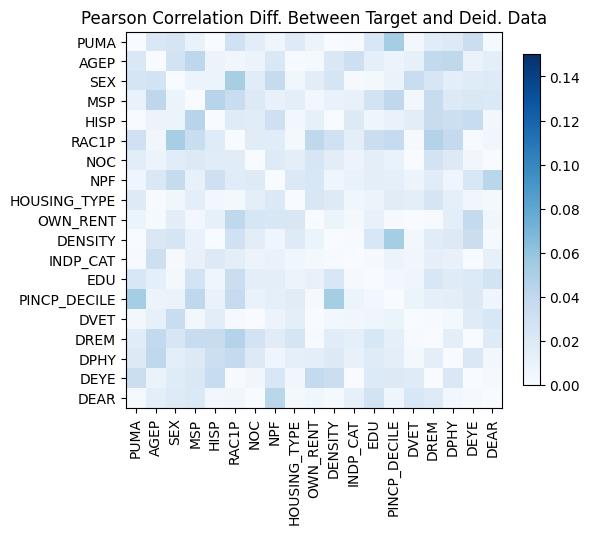 Pearson Correlation Diff. Between Target and Deid. Data
PUMA
AGEP
SEX
MSP
HISP
RAC1P
NOC
NPF
HOUSING_TYPE
OWN_RENT
DENSITY
INDP_CAT
EDU
PINCP_DECILE
DVET
DREM
DPHY
DEYE
DEAR
PUMA
AGEP
SEX
MSP
HISP
RAC1P
NOC
NPF
HOUSING_TYPE
OWN_RENT
DENSITY
INDP_CAT
EDU
PINCP_DECILE
DVET
DREM
DPHY
DEYE
DEAR
0.14
0.12
0.10
0.08
0.06
0.04
0.02
0.00